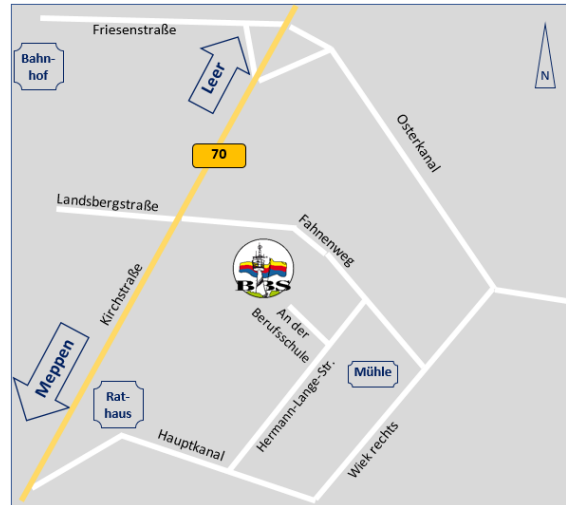 Friesenstraße
Bahn-
hof
Leer
N
Osterkanal
70
Landsbergstraße
Fahnenweg
BBS
Kirchstraße
An der
Berufsschule
Meppen
Mühle
Hermann-Lange-Str.
Rat-
haus
Hauptkanal
Wiek rechts